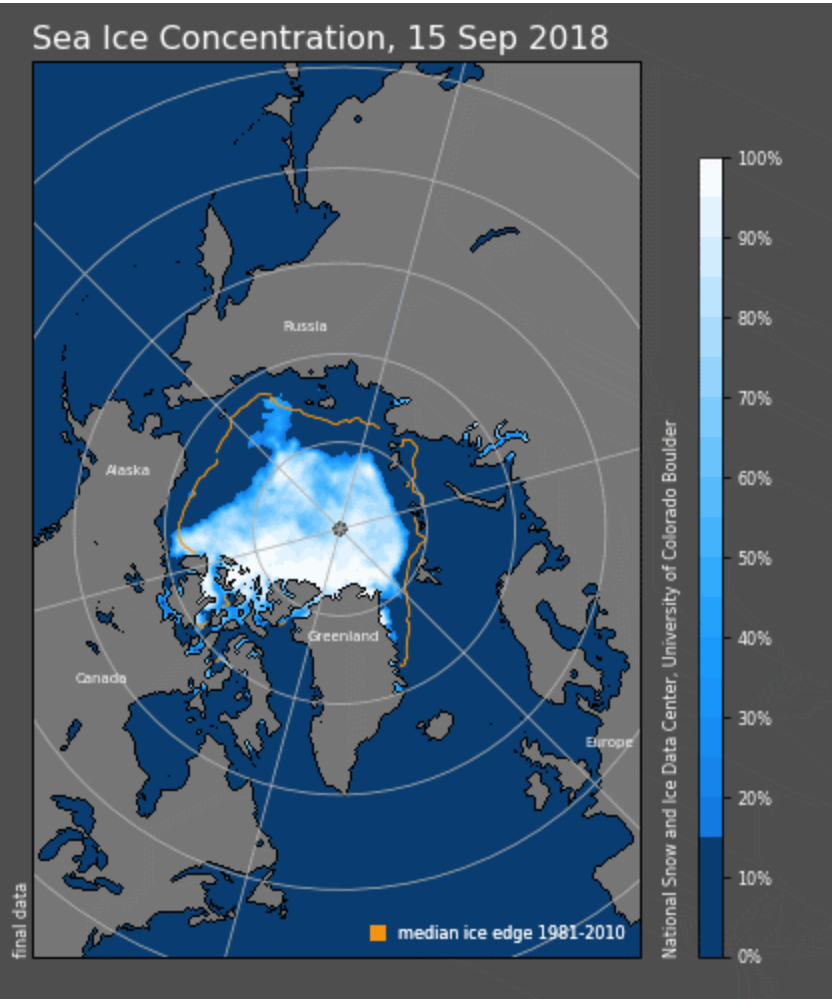 Sea Ice Concentration, 15 Sep 2018
Russia
Alaska
Greenland
Canada
Europe
median ice edge 1981-2010
final data
100%
90%
80%
70%
60%
50%
40%
30%
20%
10%
0%
National Snow and Ice Data Center, University of Colorado Boulder